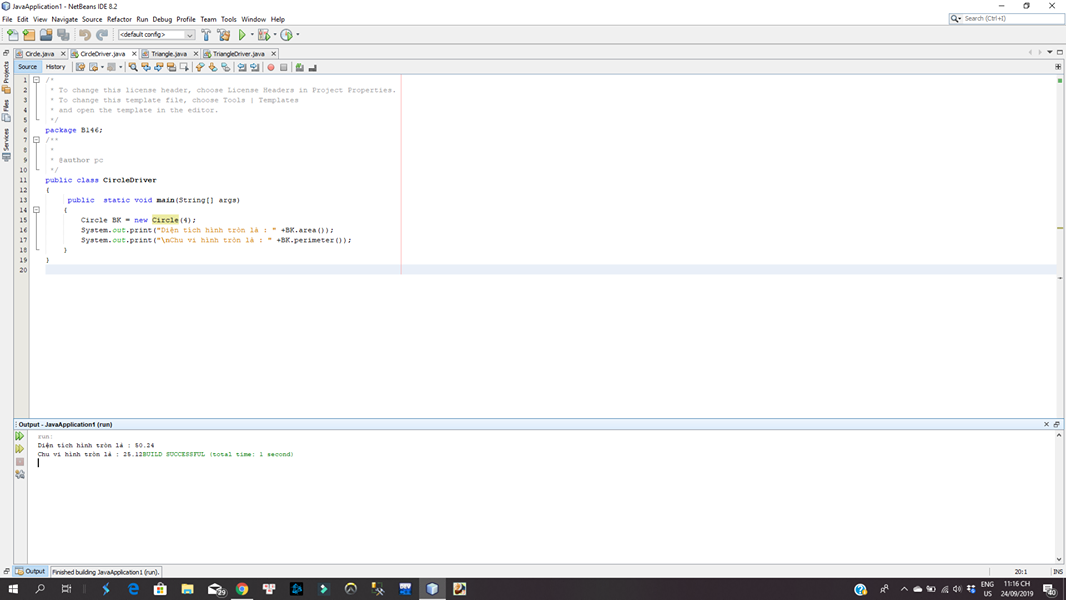 JavaApplication1 - NetBeans IDE 8.2
File Edit View Navigate Source Refactor Run Debug Profile Team Tools Window Help
Search (Ctrl+I)
<default config>
Circle.java CircleDriver.java Triangle.java TriangleDriver.java
Source History
Projects
Files
Services
1 /*
2 * To change this license header, choose License Headers in Project Properties.
3 * To change this template file, choose Tools | Templates
4 * and open the template in the editor.
5 */
6 package B146;
7 /**
8 *
9 * @author pc
10 */
11 public class CircleDriver
12 {
13 public static void main(String[] args)
14 {
15 Circle BK = new Circle(4);
16 System.out.print("Diện tích hình tròn là : " +BK.area());
17 System.out.print("\nChu vi hình tròn là : " +BK.perimeter());
18 }
19 }
20
Output - JavaApplication1 (run)
run:
Diện tích hình tròn là : 50.24
Chu vi hình tròn là : 25.12BUILD SUCCESSFUL (total time: 1 second)
Output Finished building JavaApplication1 (run).
20:1 INS
29
ENG
US
11:16 CH
24/09/2019
40